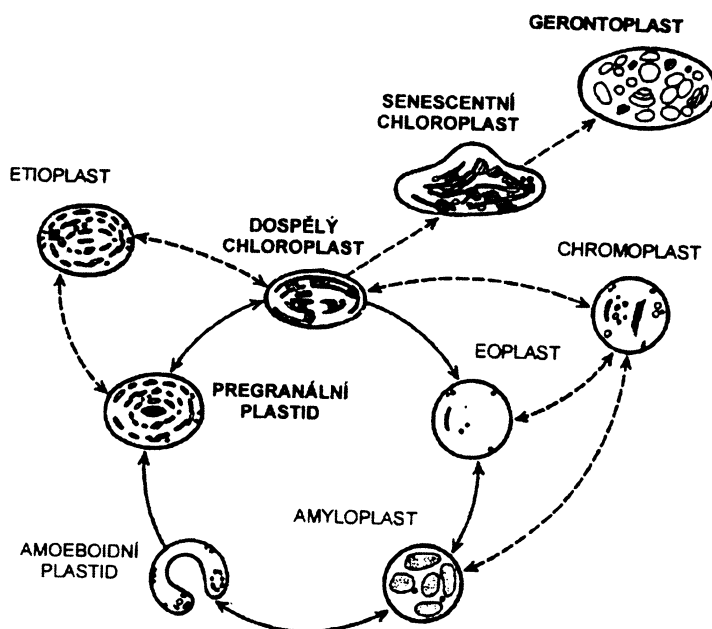 GERONTOPLAST
SENESCENTNÍ
CHLOROPLAST
ETIOPLAST
DOSPĚLÝ
CHLOROPLAST
CHROMOPLAST
EOPLAST
PREGRANÁLNÍ
PLASTID
AMYLOPLAST
AMOEBOIDNÍ
PLASTID